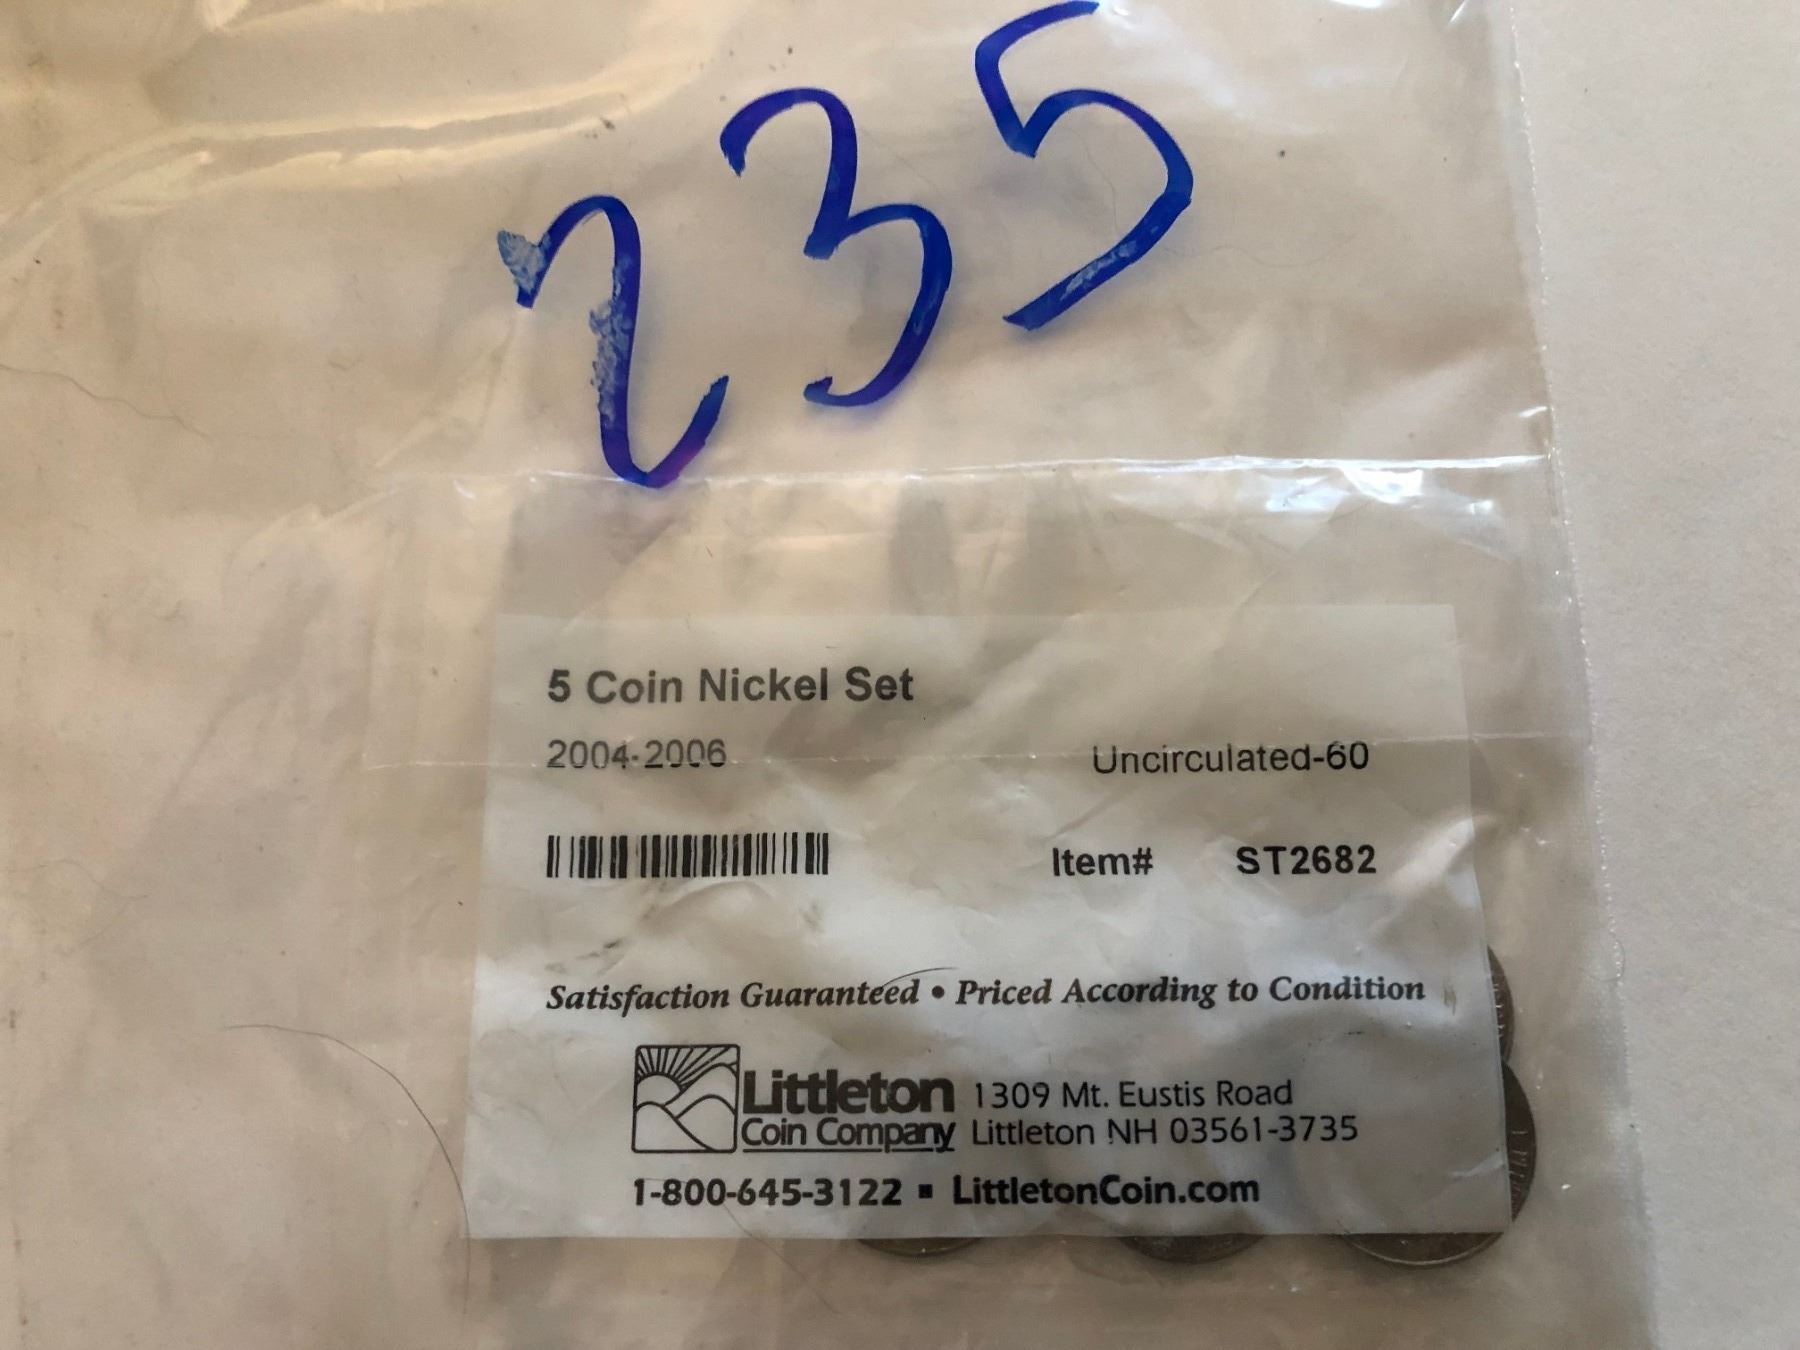 235
5 Coin Nickel Set
2004-2006 Uncirculated-60
Item# ST2682
Satisfaction Guaranteed • Priced According to Condition
Littleton 1309 Mt. Eustis Road
Coin Company Littleton NH 03561-3735
1-800-645-3122 ▪ LittletonCoin.com